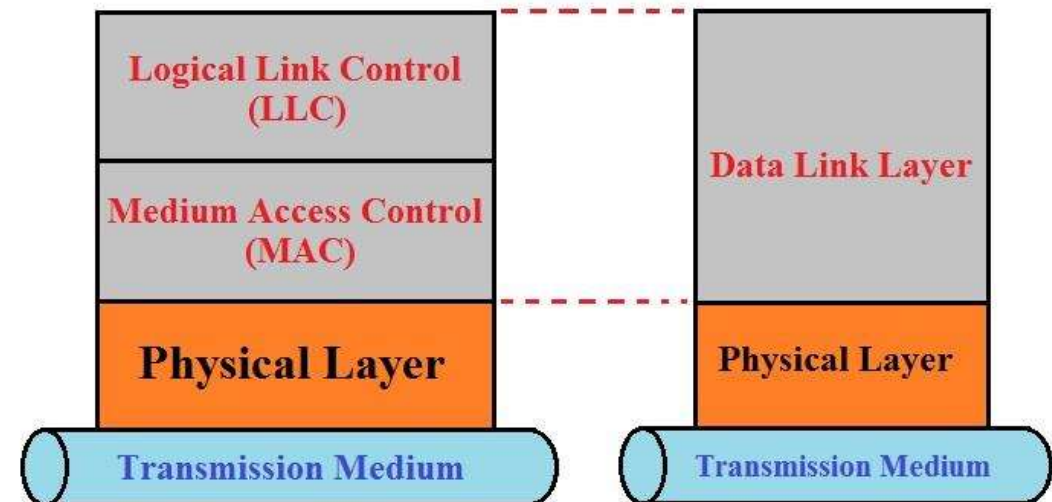 Logical Link Control
(LLC)
Medium Access Control
(MAC)
Physical Layer
Transmission Medium
Data Link Layer
Physical Layer
Transmission Medium